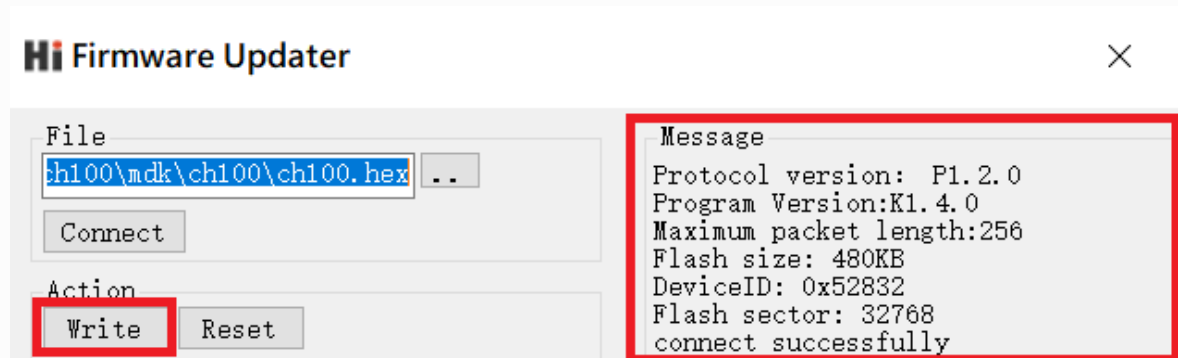 Hi Firmware Updater
File
ch100\mdk\ch100\ch100.hex
..
Connect
Action
Write
Reset
Message
Protocol version: P1.2.0
Program Version:K1.4.0
Maximum packet length:256
Flash size: 480KB
DeviceID: 0x52832
Flash sector: 32768
connect successfully